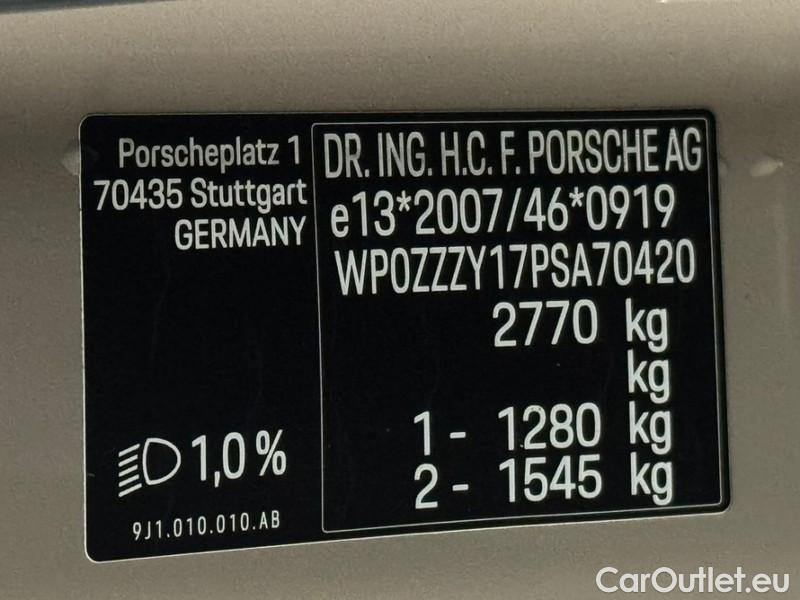 Porscheplatz 1
70435 Stuttgart
GERMANY
DR. ING. H.C. F. PORSCHE AG
e13*2007/46*0919
WP0ZZZY17PSA70420
2770 kg
kg
1 - 1280 kg
2 - 1545 kg
1,0 %
9J1.010.010.AB
CarOutlet.eu